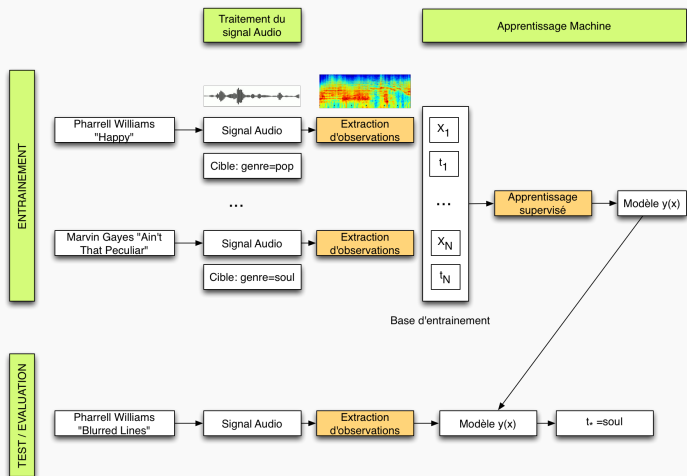 Traitement du
signal Audio
Apprentissage Machine
ENTRAINEMENT
Pharrell Williams
"Happy"
Signal Audio
Extraction
d'observations
Cible: genre=pop
...
Marvin Gayes "Ain't
That Peculiar"
Signal Audio
Extraction
d'observations
Cible: genre=soul
X1
t1
...
XN
tN
Base d'entrainement
Apprentissage
supervisé
Modèle y(x)
TEST / EVALUATION
Pharrell Williams
"Blurred Lines"
Signal Audio
Extraction
d'observations
Modèle y(x)
t* =soul